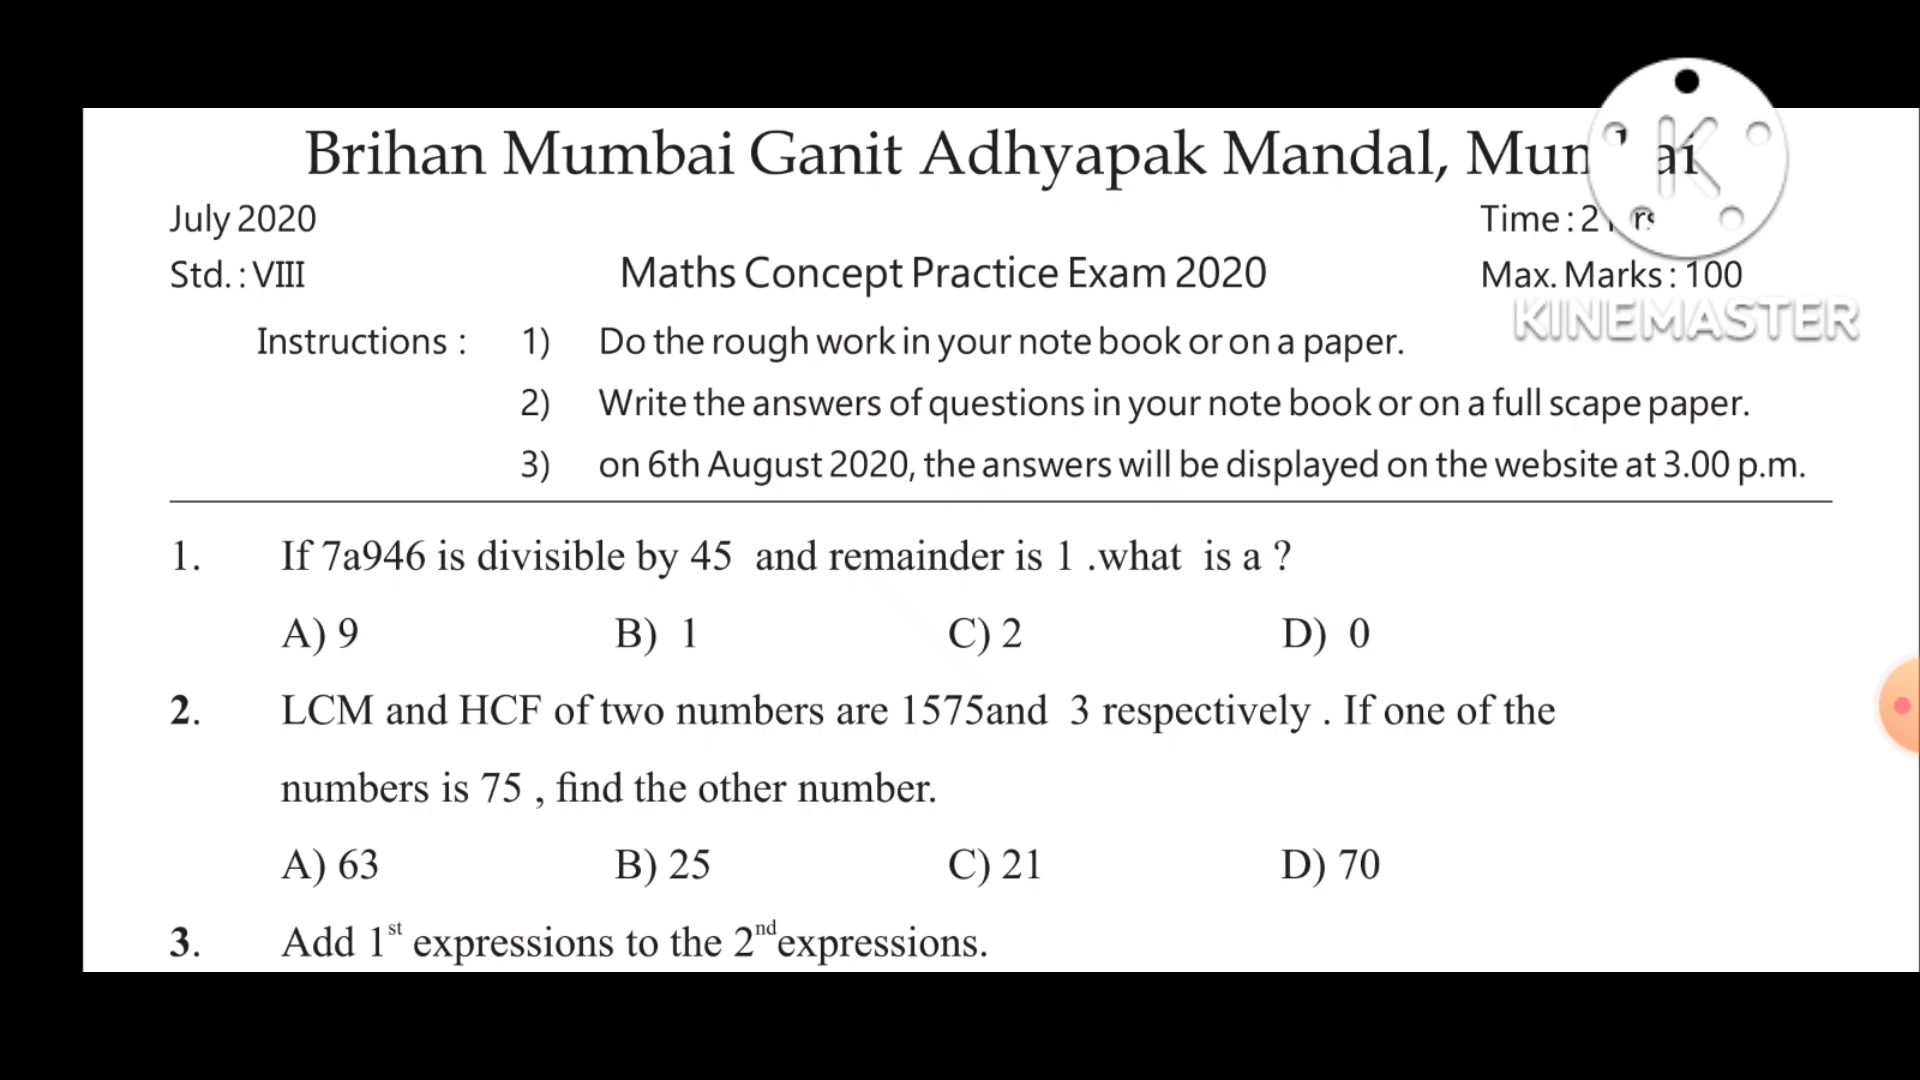 Brihan Mumbai Ganit Adhyapak Mandal,
July 2020
Std. : VIII Maths Concept Practice Exam 2020 Max. Marks : 100
KINEMASTER
Instructions : 1) Do the rough work in your note book or on a paper.
2) Write the answers of questions in your note book or on a full scape paper.
3) on 6th August 2020, the answers will be displayed on the website at 3.00 p.m.
1. If 7a946 is divisible by 45 and remainder is 1 .what is a ?
A) 9 B) 1 C) 2 D) 0
2. LCM and HCF of two numbers are 1575and 3 respectively . If one of the
numbers is 75 , find the other number.
A) 63 B) 25 C) 21 D) 70
3. Add 1st expressions to the 2nd expressions.